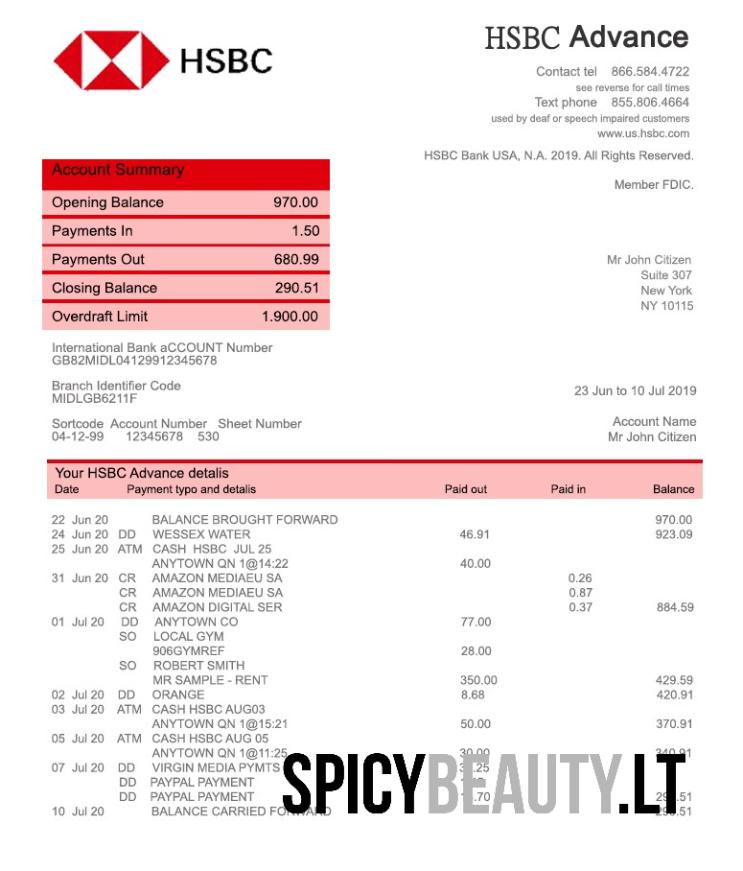 HSBC
HSBC Advance
Contact tel 866.584.4722
see reverse for call times
Text phone 855.806.4664
used by deaf or speech impaired customers
www.us.hsbc.com
HSBC Bank USA, N.A. 2019. All Rights Reserved.
Member FDIC.
Account Summary
Opening Balance 970.00
Payments In 1.50
Payments Out 680.99
Closing Balance 290.51
Overdraft Limit 1.900.00
Mr John Citizen
Suite 307
New York
NY 10115
International Bank aCCOUNT Number
GB82MIDL04129912345678
Branch Identifier Code
MIDLGB6211F
23 Jun to 10 Jul 2019
Sortcode Account Number Sheet Number
04-12-99 12345678 530
Account Name
Mr John Citizen
Your HSBC Advance detalis
Date Payment typo and detalis Paid out Paid in Balance
22 Jun 20 BALANCE BROUGHT FORWARD 970.00
24 Jun 20 DD WESSEX WATER 46.91 923.09
25 Jun 20 ATM CASH HSBC JUL 25
ANYTOWN QN 1@14:22 40.00
31 Jun 20 CR AMAZON MEDIAEU SA 0.26
CR AMAZON MEDIAEU SA 0.87
CR AMAZON DIGITAL SER 0.37 884.59
01 Jul 20 DD ANYTOWN CO 77.00
SO LOCAL GYM
906GYMREF 28.00
SO ROBERT SMITH
MR SAMPLE - RENT 350.00 429.59
02 Jul 20 DD ORANGE 8.68 420.91
03 Jul 20 ATM CASH HSBC AUG03
ANYTOWN QN 1@15:21 50.00 370.91
05 Jul 20 ATM CASH HSBC AUG 05
ANYTOWN QN 1@11:25 30.00 340.91
07 Jul 20 DD VIRGIN MEDIA PYMTS
DD PAYPAL PAYMENT
DD PAYPAL PAYMENT
10 Jul 20 BALANCE CARRIED FORWARD
SPICYBEAUTY.LT